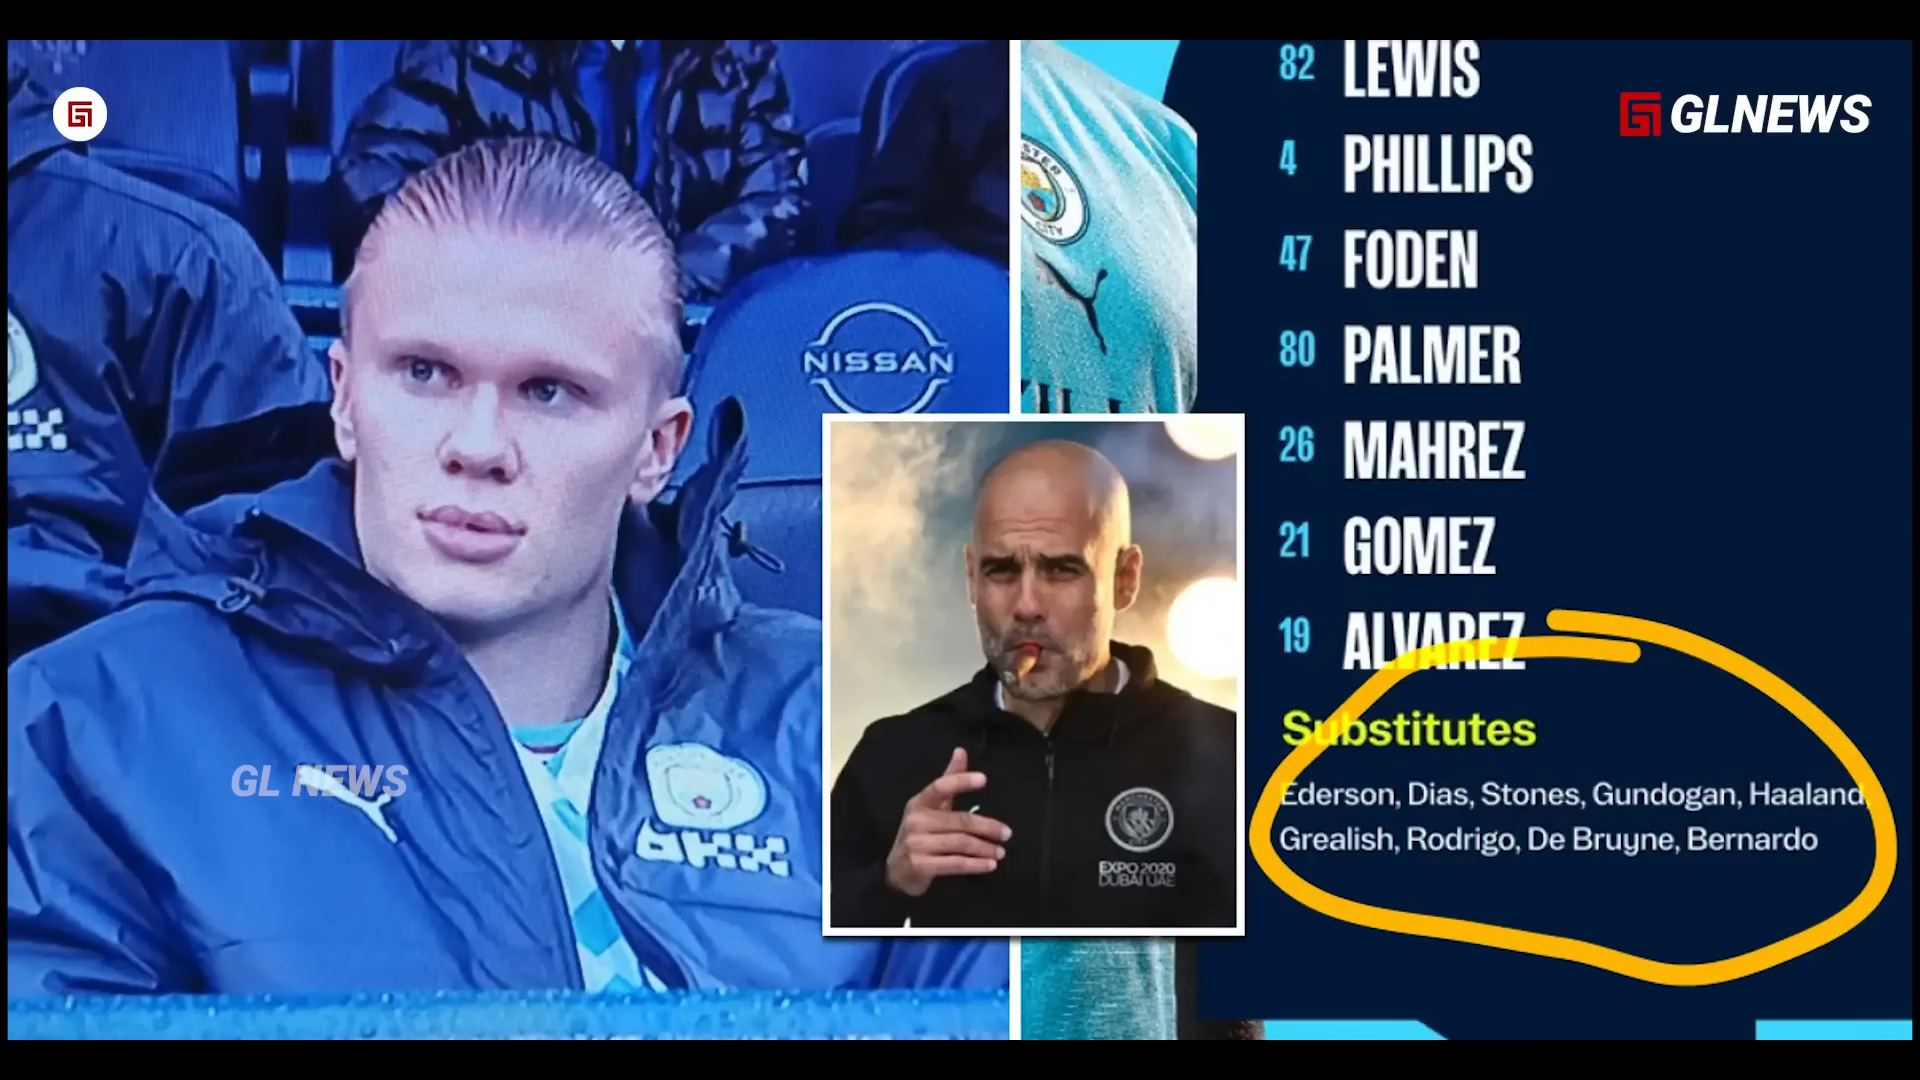 GLNEWS
NISSAN
GL NEWS
82 LEWIS
4 PHILLIPS
47 FODEN
80 PALMER
26 MAHREZ
21 GOMEZ
19 ALVAREZ
Substitutes
Ederson, Dias, Stones, Gundogan, Haaland,
Grealish, Rodrigo, De Bruyne, Bernardo
CITY
EXPO 2020
DUBAI UAE